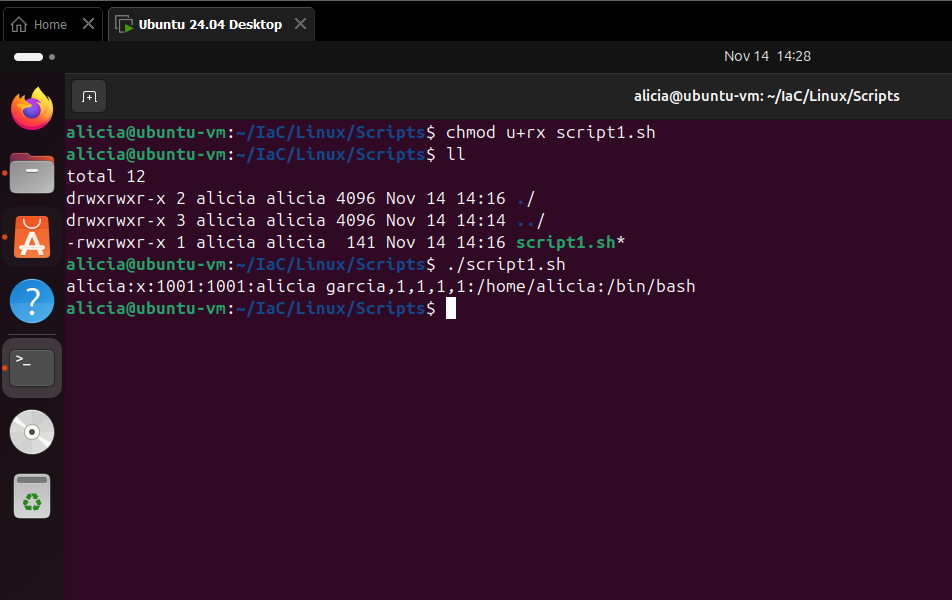 Home
Ubuntu 24.04 Desktop
Nov 14 14:28
alicia@ubuntu-vm: ~/IaC/Linux/Scripts
alicia@ubuntu-vm:~/IaC/Linux/Scripts$ chmod u+rx script1.sh
alicia@ubuntu-vm:~/IaC/Linux/Scripts$ ll
total 12
drwxrwxr-x 2 alicia alicia 4096 Nov 14 14:16 ./
drwxrwxr-x 3 alicia alicia 4096 Nov 14 14:14 ../
-rwxrwxr-x 1 alicia alicia  141 Nov 14 14:16 script1.sh*
alicia@ubuntu-vm:~/IaC/Linux/Scripts$ ./script1.sh
alicia:x:1001:1001:alicia garcia,1,1,1,1:/home/alicia:/bin/bash
alicia@ubuntu-vm:~/IaC/Linux/Scripts$